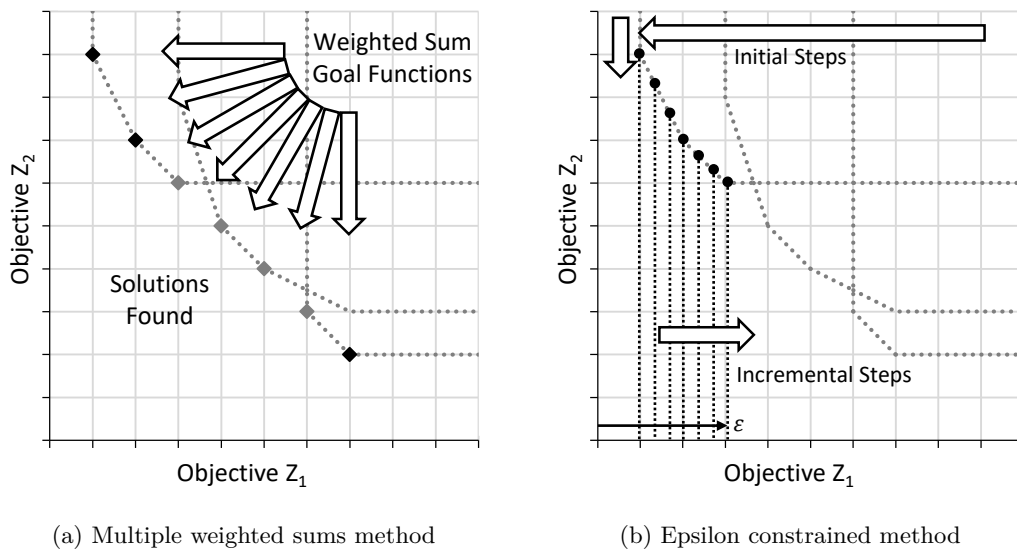 Weighted Sum
Goal Functions
Solutions
Found
Objective Z₂
Objective Z₁
(a) Multiple weighted sums method
Initial Steps
Incremental Steps
ε
Objective Z₂
Objective Z₁
(b) Epsilon constrained method